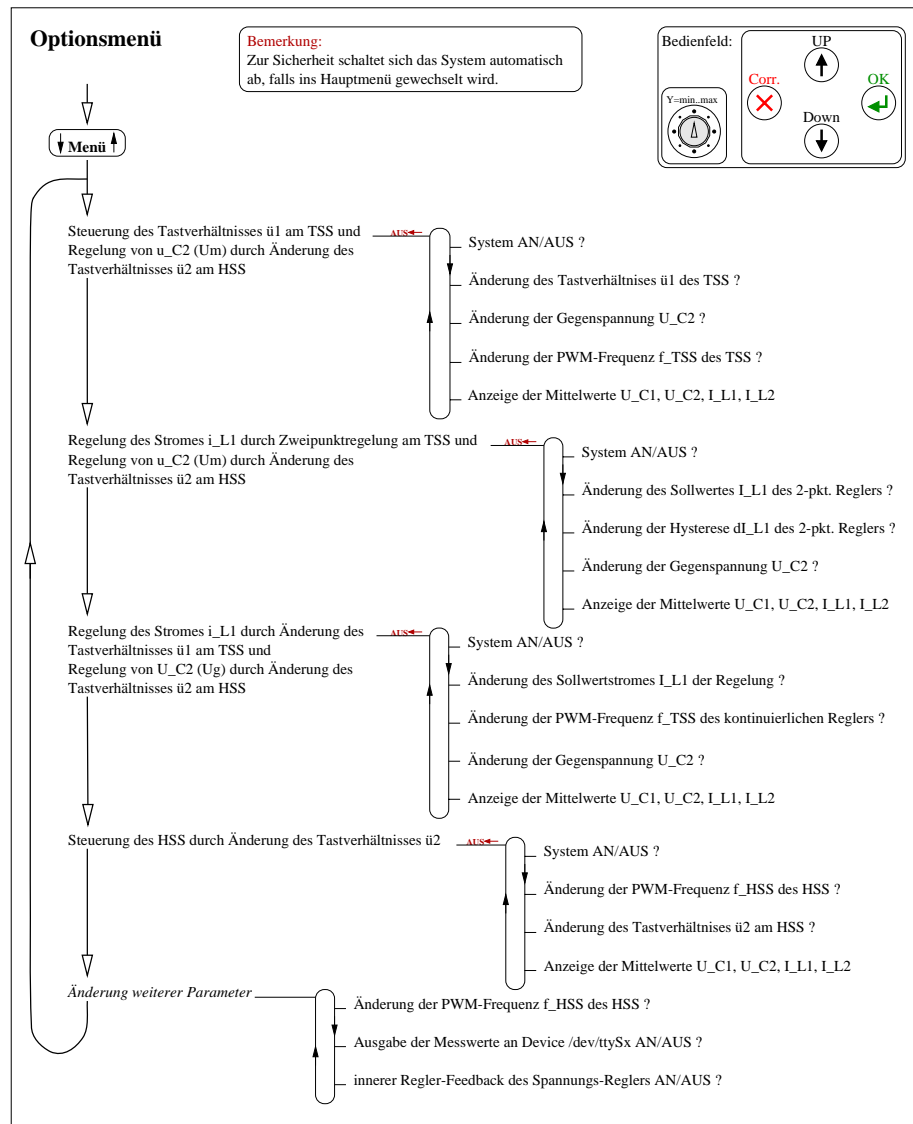 Optionsmenü
Bemerkung:
Zur Sicherheit schaltet sich das System automatisch
ab, falls ins Hauptmenü gewechselt wird.
Bedienfeld:
UP
Corr.
OK
Y=min..max
Down
Menü
Steuerung des Tastverhältnisses ü1 am TSS und
Regelung von u_C2 (Um) durch Änderung des
Tastverhältnisses ü2 am HSS
AUS
System AN/AUS ?
Änderung des Tastverhältnises ü1 des TSS ?
Änderung der Gegenspannung U_C2 ?
Änderung der PWM-Frequenz f_TSS des TSS ?
Anzeige der Mittelwerte U_C1, U_C2, I_L1, I_L2
Regelung des Stromes i_L1 durch Zweipunktregelung am TSS und
Regelung von u_C2 (Um) durch Änderung des
Tastverhältnisses ü2 am HSS
AUS
System AN/AUS ?
Änderung des Sollwertes I_L1 des 2-pkt. Reglers ?
Änderung der Hysterese dI_L1 des 2-pkt. Reglers ?
Änderung der Gegenspannung U_C2 ?
Anzeige der Mittelwerte U_C1, U_C2, I_L1, I_L2
Regelung des Stromes i_L1 durch Änderung des
Tastverhältnisses ü1 am TSS und
Regelung von U_C2 (Ug) durch Änderung des
Tastverhältnisses ü2 am HSS
AUS
System AN/AUS ?
Änderung des Sollwertstromes I_L1 der Regelung ?
Änderung der PWM-Frequenz f_TSS des kontinuierlichen Reglers ?
Änderung der Gegenspannung U_C2 ?
Anzeige der Mittelwerte U_C1, U_C2, I_L1, I_L2
Steuerung des HSS durch Änderung des Tastverhältnisses ü2
AUS
System AN/AUS ?
Änderung der PWM-Frequenz f_HSS des HSS ?
Änderung des Tastverhältnises ü2 am HSS ?
Anzeige der Mittelwerte U_C1, U_C2, I_L1, I_L2
Änderung weiterer Parameter
Änderung der PWM-Frequenz f_HSS des HSS ?
Ausgabe der Messwerte an Device /dev/ttySx AN/AUS ?
innerer Regler-Feedback des Spannungs-Reglers AN/AUS ?